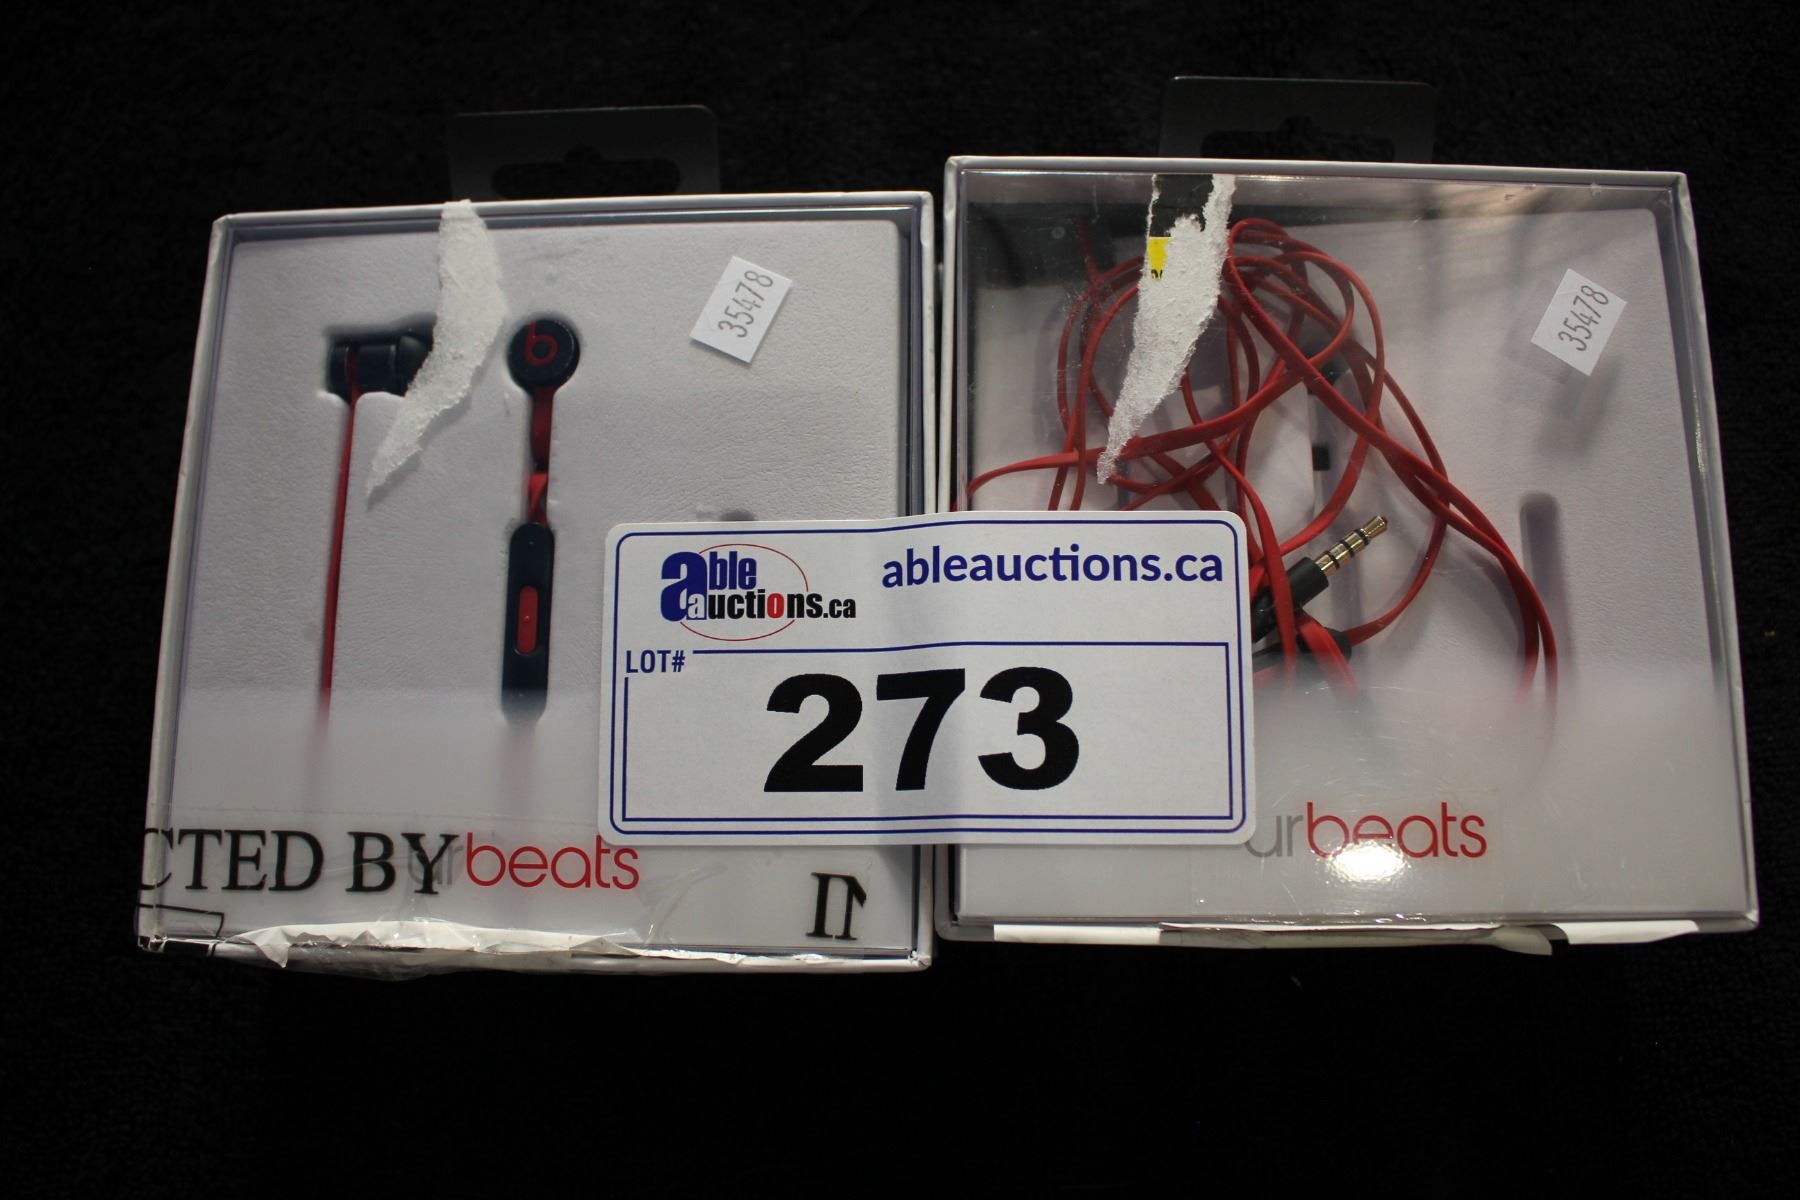 35478
35478
b
able
auctions.ca
ableauctions.ca
LOT#
273
urbeats
CTED BY
urbeats